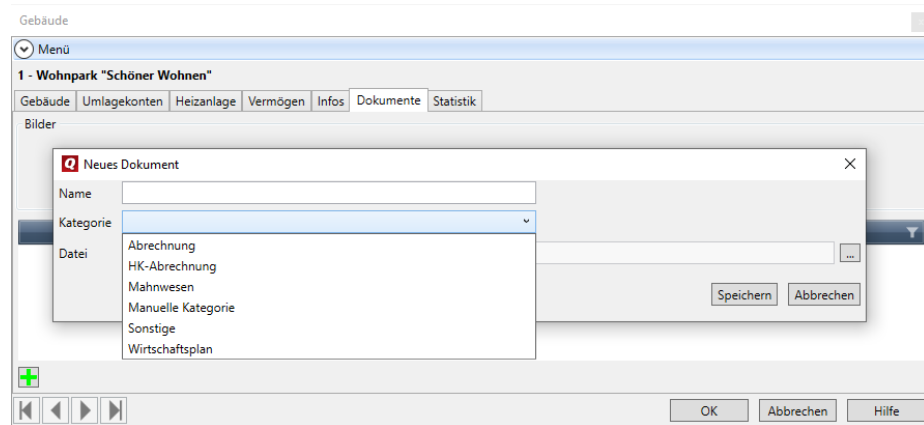 Gebäude
Menü
1 - Wohnpark "Schöner Wohnen"
Gebäude Umlagekonten Heizanlage Vermögen Infos Dokumente Statistik
Bilder
Q Neues Dokument
Name
Kategorie
Datei ...
Abrechnung
HK-Abrechnung
Mahnwesen
Manuelle Kategorie
Sonstige
Wirtschaftsplan
Speichern Abbrechen
OK Abbrechen Hilfe